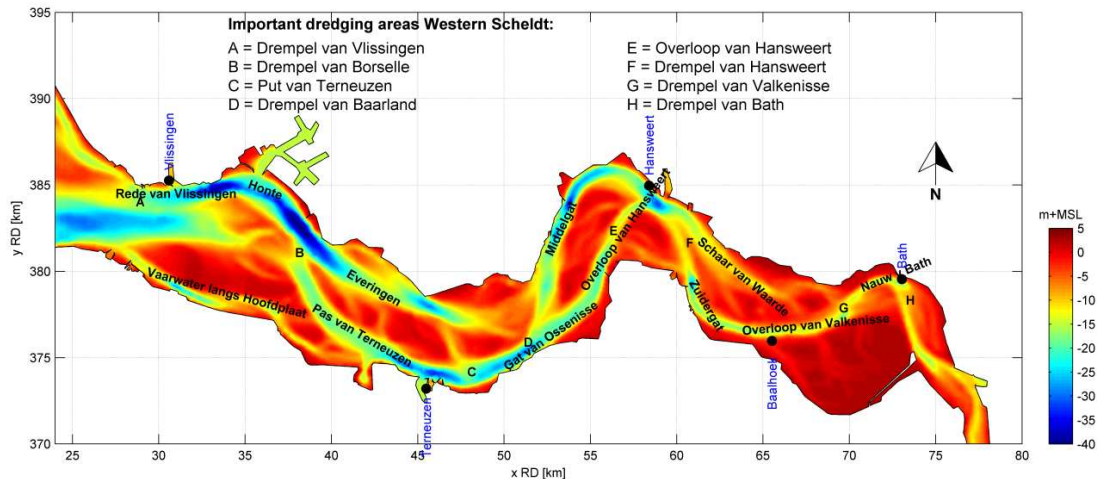 Important dredging areas Western Scheldt:
A = Drempel van Vlissingen
B = Drempel van Borselle
C = Put van Terneuzen
D = Drempel van Baarland
E = Overloop van Hansweert
F = Drempel van Hansweert
G = Drempel van Valkenisse
H = Drempel van Bath
395
390
385
380
375
370
y RD [km]
25
30
35
40
45
50
55
60
65
70
75
80
x RD [km]
Vlissingen
Rede van Vlissingen
A
Honte
B
Everingen
Vaarwater langs Hoofdplaat
Pas van Terneuzen
Terneuzen
C
D
Gat van Ossenisse
Middelgat
E
Overloop van Hansweert
Hansweert
F
Schaar van Waarde
Zuidergat
Overloop van Valkenisse
Baalhoek
G
Nauw v. Bath
Bath
H
N
m+MSL
5
0
-5
-10
-15
-20
-25
-30
-35
-40